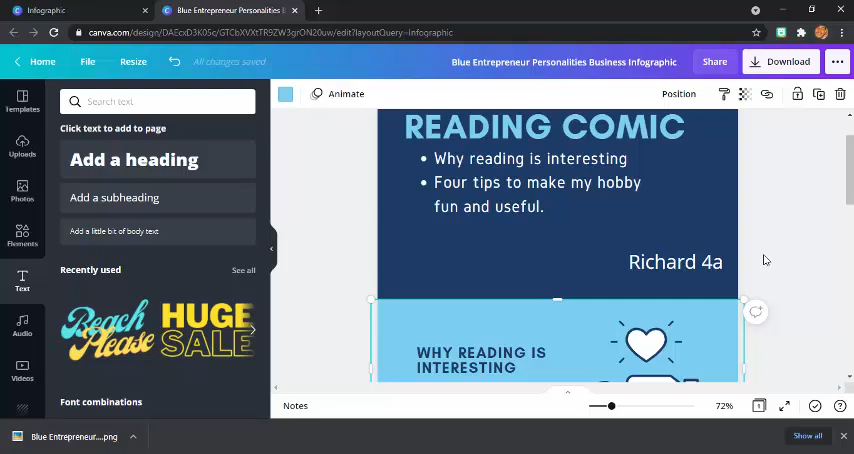 Infographic
Blue Entrepreneur Personalities B
canva.com/design/DAEcxD3K05c/GTCbXVXtTR9ZW3grON20uw/edit?layoutQuery=Infographic
Home
File
Resize
All changes saved
Blue Entrepreneur Personalities Business Infographic
Share
Download
Templates
Uploads
Photos
Elements
Text
Audio
Videos
Search text
Click text to add to page
Add a heading
Add a subheading
Add a little bit of body text
Recently used
See all
Beach
Please
HUGE
SALE
Font combinations
Animate
Position
READING COMIC
• Why reading is interesting
• Four tips to make my hobby
fun and useful.
Richard 4a
WHY READING IS
INTERESTING
Notes
72%
1
Blue Entrepreneur....png
Show all